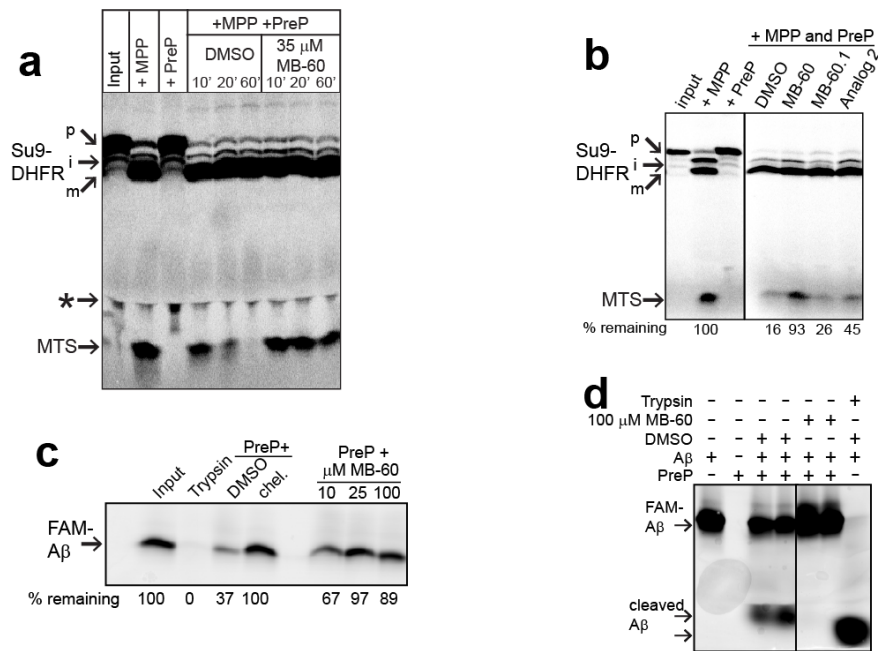 a
Input
+ MPP
+ PreP
+MPP +PreP
DMSO
35 μM
MB-60
10' 20' 60' 10' 20' 60'
Su9-
DHFR
p
i
m
*
MTS
b
input
+ MPP
+ PreP
+ MPP and PreP
DMSO
MB-60
MB-60.1
Analog 2
Su9-
DHFR
p
i
m
MTS
% remaining 100 16 93 26 45
c
Input
Trypsin
PreP+
DMSO
chel.
PreP +
μM MB-60
10 25 100
FAM-
Aβ
% remaining 100 0 37 100 67 97 89
d
Trypsin - - - - - - +
100 μM MB-60 - - - - + + -
DMSO - - + + - - +
Aβ + - + + + + +
PreP - + + + + + -
FAM-
Aβ
cleaved
Aβ